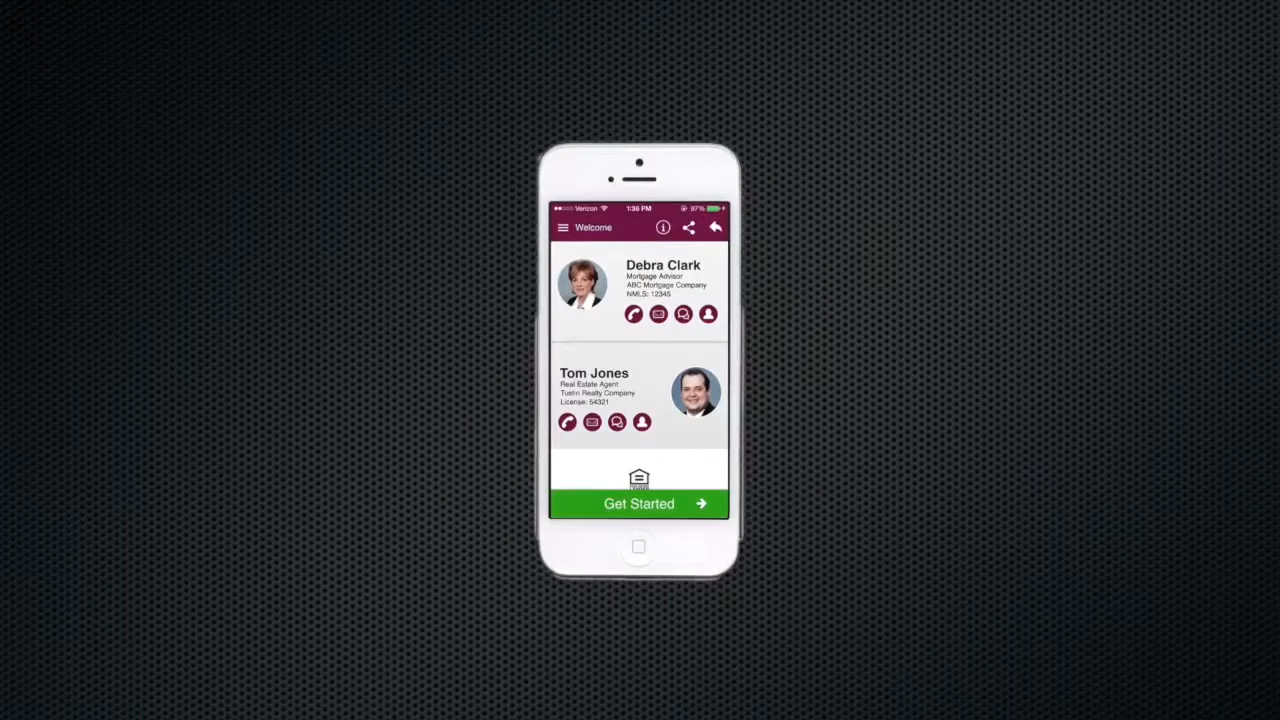 Verizon 1:36 PM 97%
Welcome
Debra Clark
Mortgage Advisor
ABC Mortgage Company
NMLS: 12345
Tom Jones
Real Estate Agent
Tustin Realty Company
License: 54321
Get Started